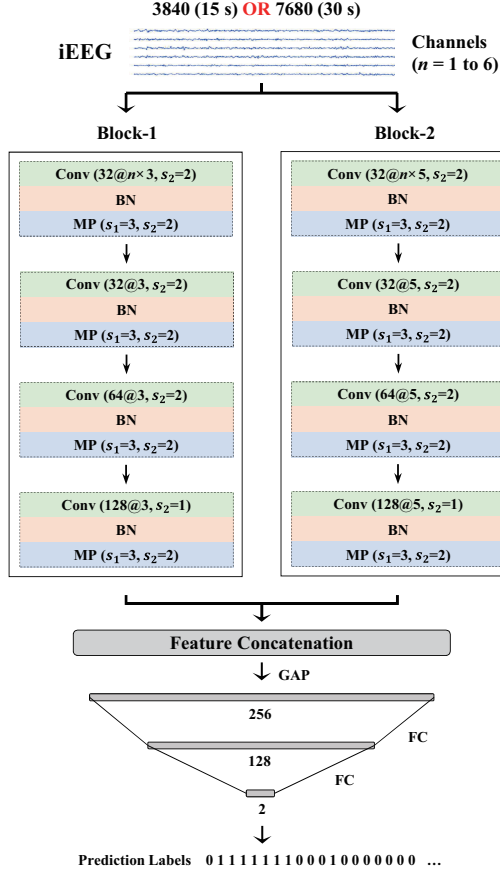 3840 (15 s) OR 7680 (30 s)
iEEG
Channels
(n = 1 to 6)
Block-1
Block-2
Conv (32@n×3, s₂=2)
BN
MP (s₁=3, s₂=2)
Conv (32@3, s₂=2)
BN
MP (s₁=3, s₂=2)
Conv (64@3, s₂=2)
BN
MP (s₁=3, s₂=2)
Conv (128@3, s₂=1)
BN
MP (s₁=3, s₂=2)
Conv (32@n×5, s₂=2)
BN
MP (s₁=3, s₂=2)
Conv (32@5, s₂=2)
BN
MP (s₁=3, s₂=2)
Conv (64@5, s₂=2)
BN
MP (s₁=3, s₂=2)
Conv (128@5, s₂=1)
BN
MP (s₁=3, s₂=2)
Feature Concatenation
GAP
256
FC
128
FC
2
Prediction Labels 0 1 1 1 1 1 1 1 0 0 0 1 0 0 0 0 0 0 0 ...